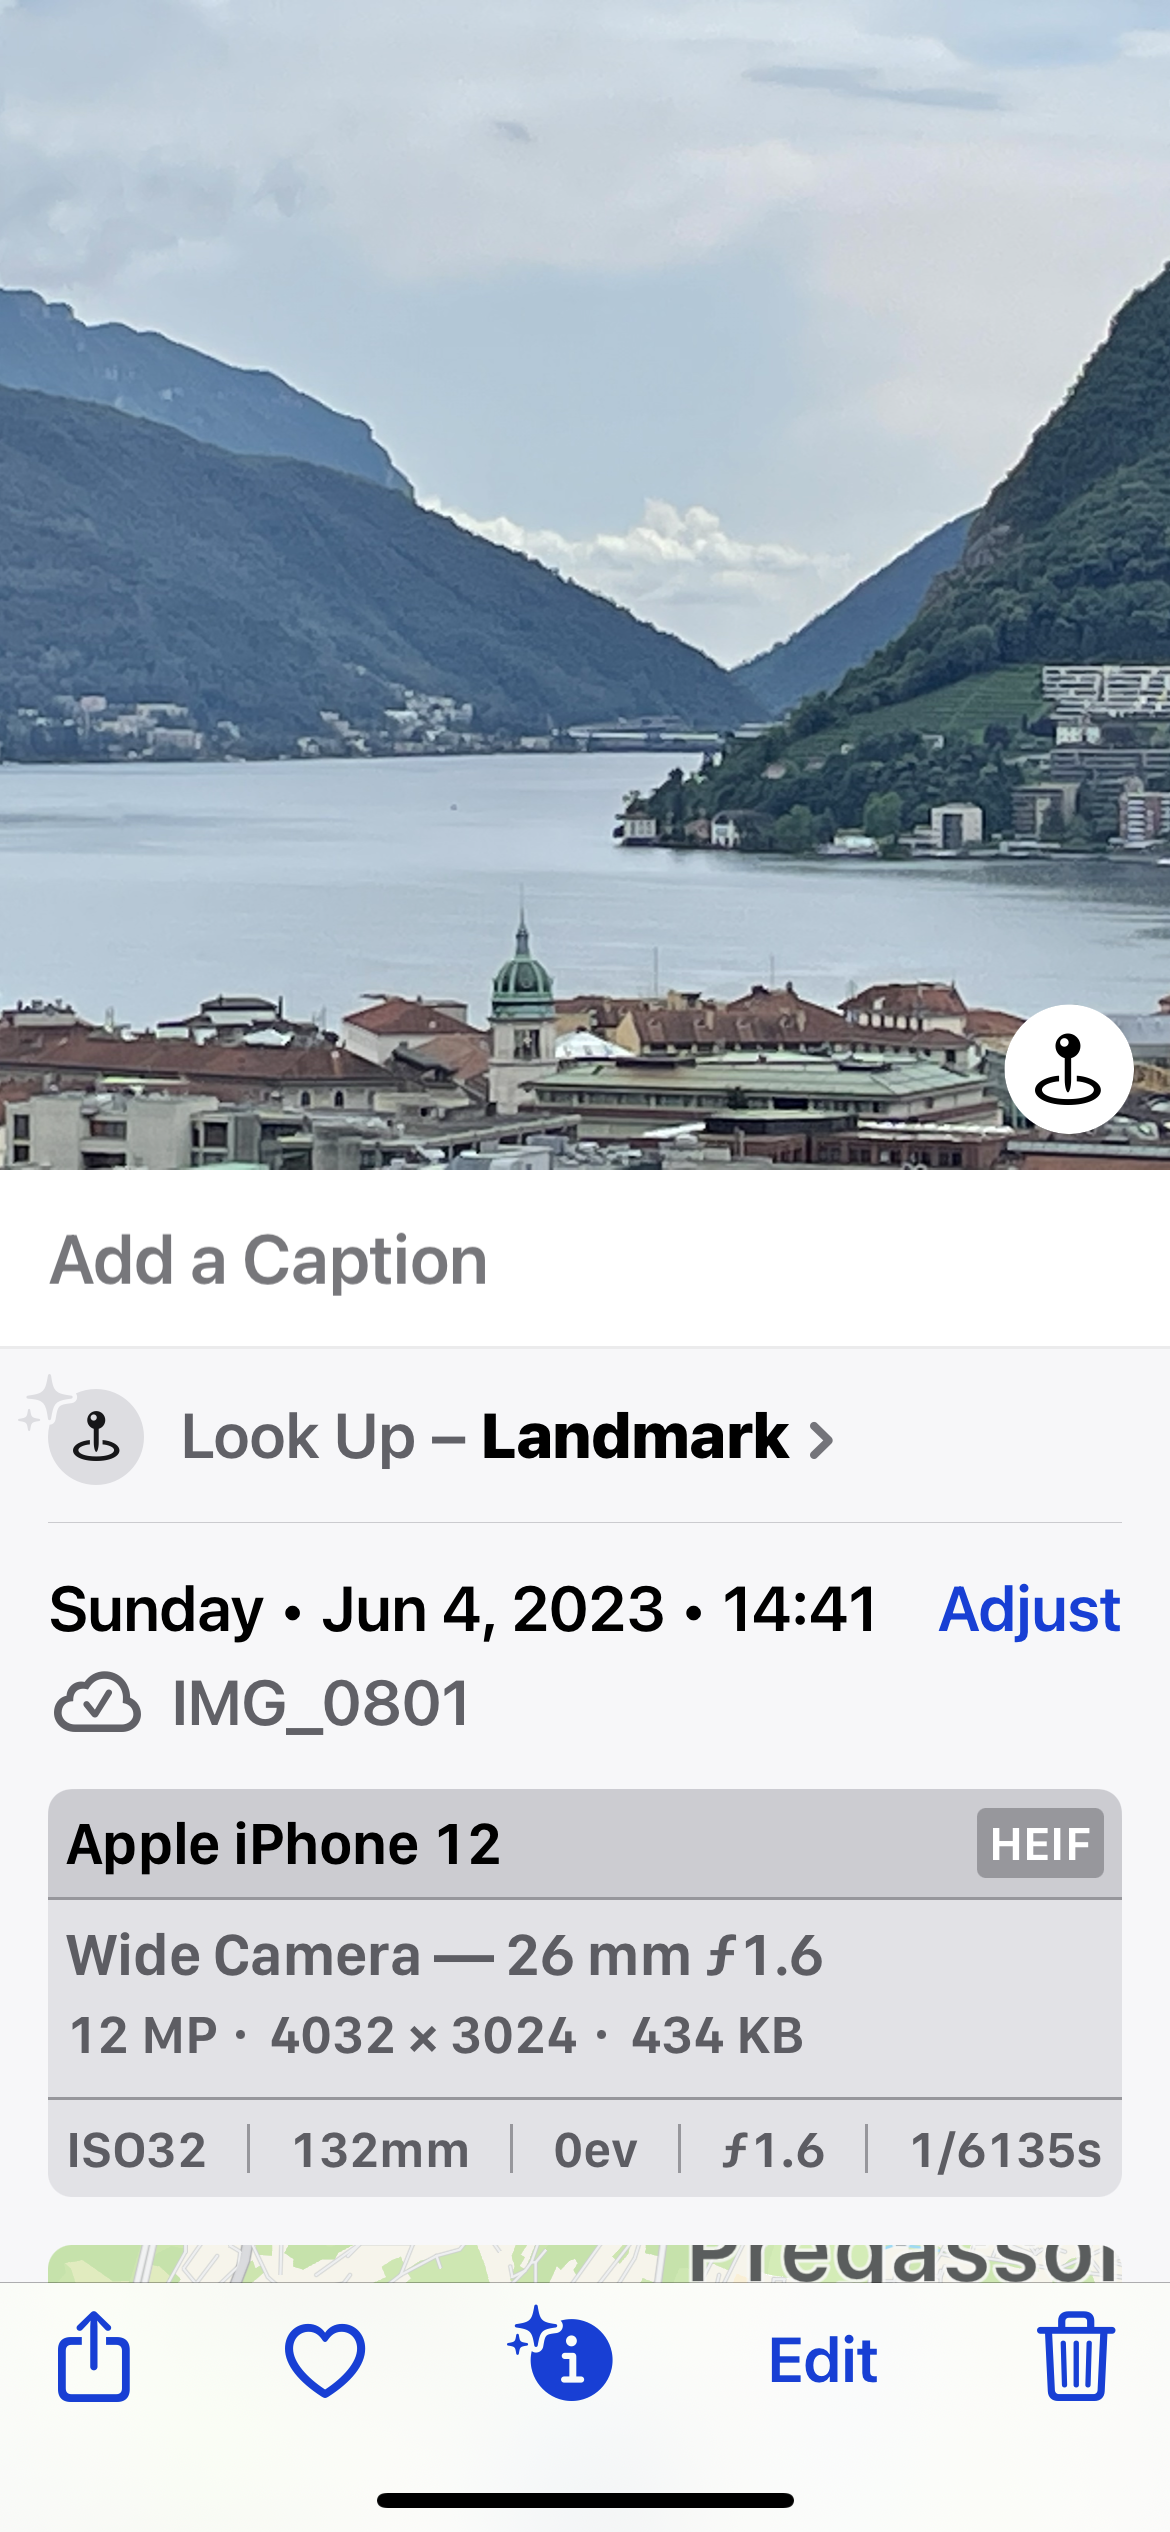 Add a Caption
Look Up – Landmark
Sunday • Jun 4, 2023 • 14:41 Adjust
IMG_0801
Apple iPhone 12 HEIF
Wide Camera — 26 mm ƒ1.6
12 MP • 4032 × 3024 • 434 KB
ISO32 | 132mm | 0ev | ƒ1.6 | 1/6135s
Edit